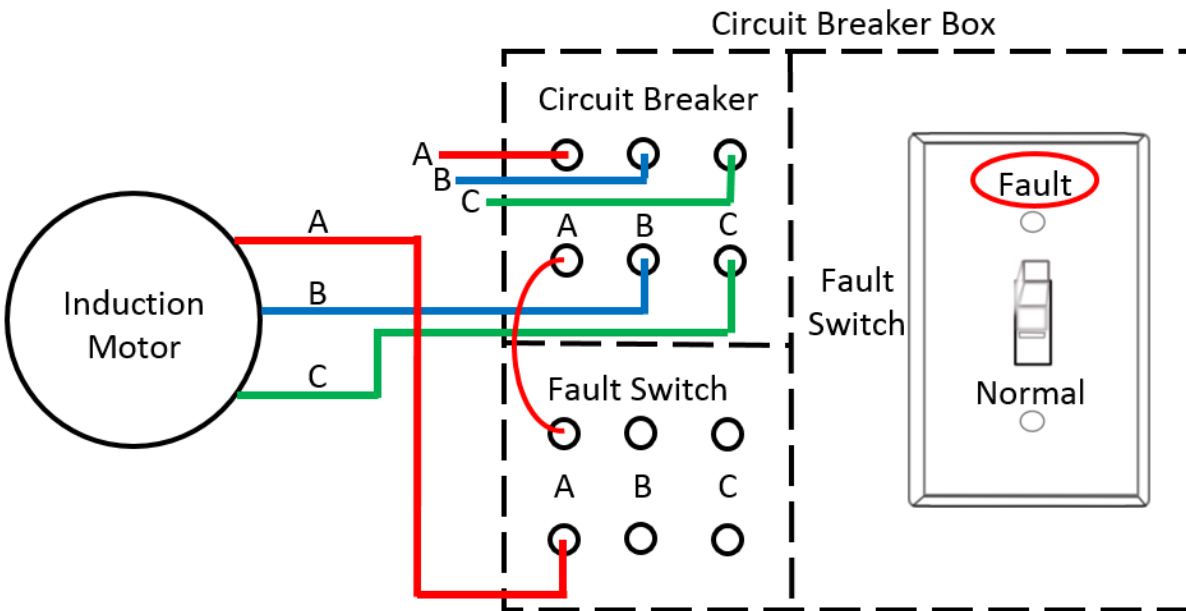 Circuit Breaker Box
Circuit Breaker
A
B
C
A B C
A
B
C
Induction
Motor
Fault Switch
A B C
Fault
Fault
Switch
Normal